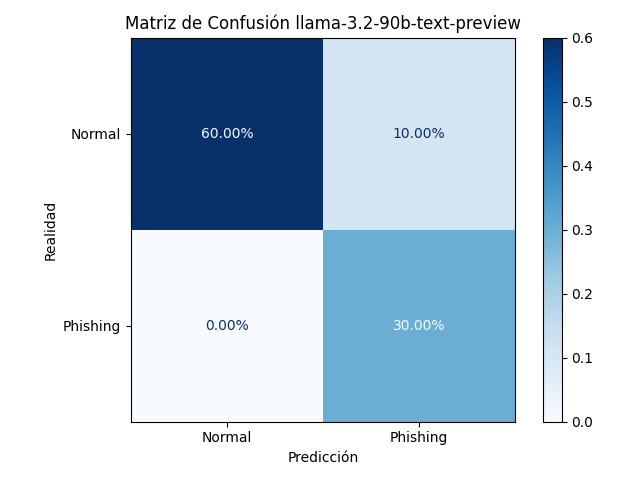 Matriz de Confusión llama-3.2-90b-text-preview
Realidad
Normal
60.00%
10.00%
Phishing
0.00%
30.00%
Normal
Phishing
Predicción
0.6
0.5
0.4
0.3
0.2
0.1
0.0